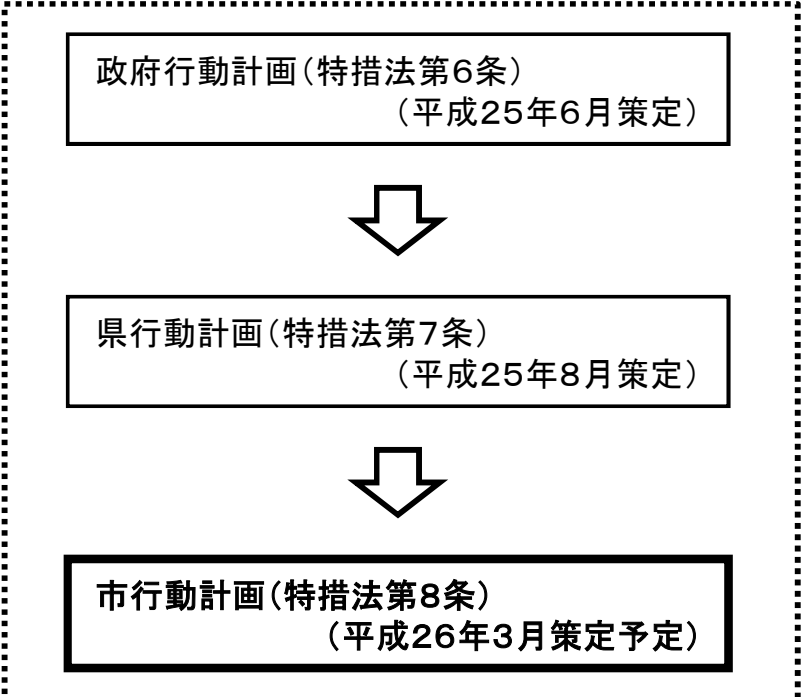 政府行動計画(特措法第6条)
(平成25年6月策定)
県行動計画(特措法第7条)
(平成25年8月策定)
市行動計画(特措法第8条)
(平成26年3月策定予定)